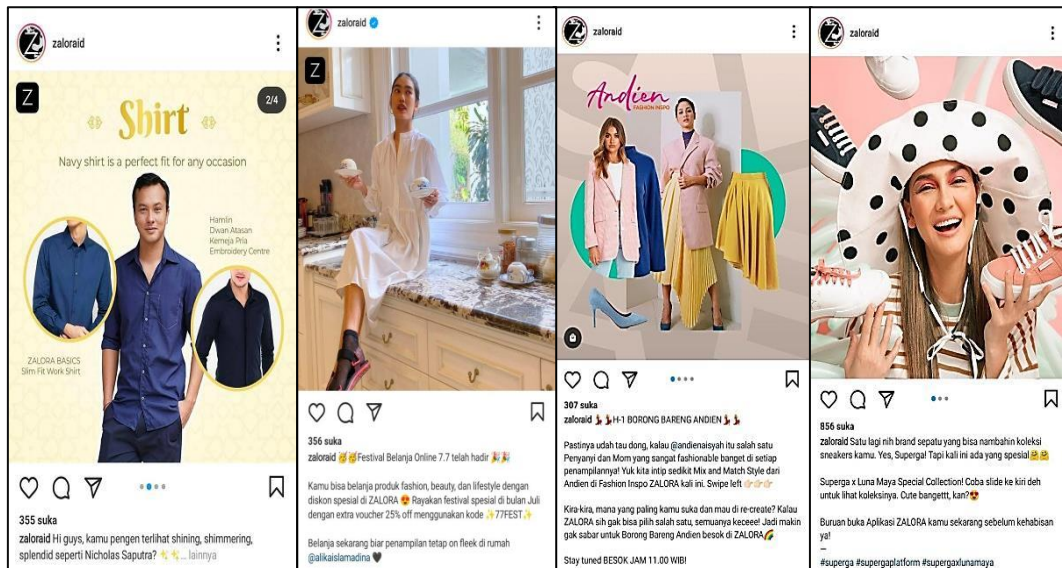 zaloraid
Z
2/4
Shirt
Navy shirt is a perfect fit for any occasion
Hamlin
Dwan Atasan
Kemeja Pria
Embroidery Centre
ZALORA BASICS
Slim Fit Work Shirt
355 suka
zaloraid Hi guys, kamu pengen terlihat shining, shimmering,
splendid seperti Nicholas Saputra? ✨✨... lainnya
zaloraid
Z
356 suka
zaloraid 🥳🥳Festival Belanja Online 7.7 telah hadir 🎉🎉
Kamu bisa belanja produk fashion, beauty, dan lifestyle dengan
diskon spesial di ZALORA 😍 Rayakan festival spesial di bulan Juli
dengan extra voucher 25% off menggunakan kode ✨77FEST✨
Belanja sekarang biar penampilan tetap on fleek di rumah
@alikaislamadina 🖤
zaloraid
Andien
FASHION INSPO
307 suka
zaloraid 💃💃H-1 BORONG BARENG ANDIEN💃💃
Pastinya udah tau dong, kalau @andienaisyah itu salah satu
Penyanyi dan Mom yang sangat fashionable banget di setiap
penampilannya! Yuk kita intip sedikit Mix and Match Style dari
Andien di Fashion Inspo ZALORA kali ini. Swipe left 👉👉👉
Kira-kira, mana yang paling kamu suka dan mau di re-create? Kalau
ZALORA sih gak bisa pilih salah satu, semuanya keceee! Jadi makin
gak sabar untuk Borong Bareng Andien besok di ZALORA🌈
Stay tuned BESOK JAM 11.00 WIB!
zaloraid
856 suka
zaloraid Satu lagi nih brand sepatu yang bisa nambahin koleksi
sneakers kamu. Yes, Superga! Tapi kali ini ada yang spesial🤗🤗
Superga x Luna Maya Special Collection! Coba slide ke kiri deh
untuk lihat koleksinya. Cute bangettt, kan?😍
Buruan buka Aplikasi ZALORA kamu sekarang sebelum kehabisan
ya!
—
#superga #supergaplatform #supergaxlunamaya